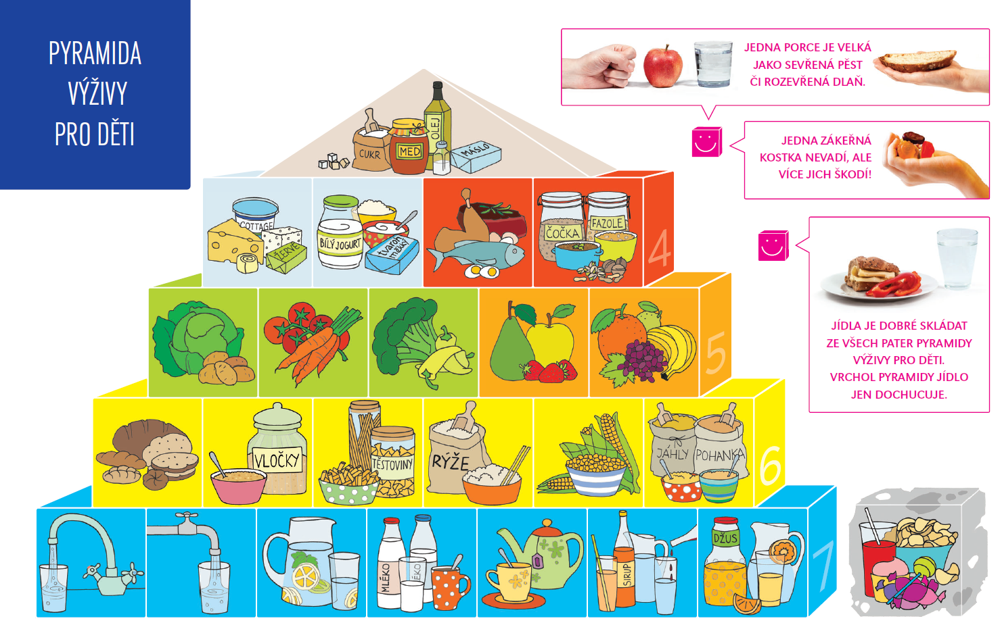 PYRAMIDA
VÝŽIVY
PRO DĚTI
JEDNA PORCE JE VELKÁ
JAKO SEVŘENÁ PĚST
ČI ROZEVŘENÁ DLAŇ.
JEDNA ZÁKEŘNÁ
KOSTKA NEVADÍ, ALE
VÍCE JICH ŠKODÍ!
JÍDLA JE DOBRÉ SKLÁDAT
ZE VŠECH PATER PYRAMIDY
VÝŽIVY PRO DĚTI.
VRCHOL PYRAMIDY JÍDLO
JEN DOCHUCUJE.
CUKR
MED
OLEJ
MÁSLO
COTTAGE
ŽERVÉ
BÍLÝ JOGURT
tvaroh
měkký
ČOČKA
FAZOLE
4
5
VLOČKY
TĚSTOVINY
RÝŽE
JÁHLY
POHANKA
6
MLÉKO
LÉKO
SIRUP
DŽUS
7